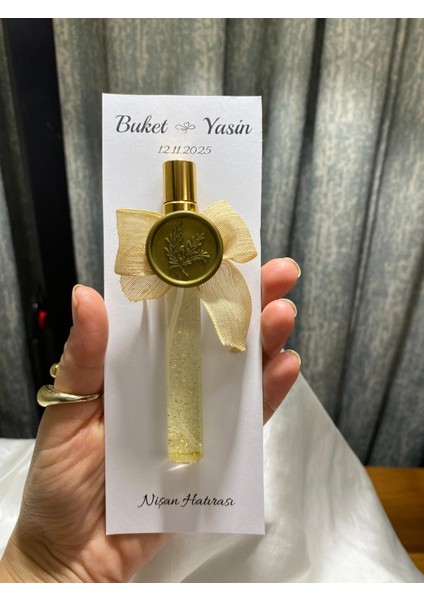 Buket Yasin
12.11.2025
Nişan Hatırası